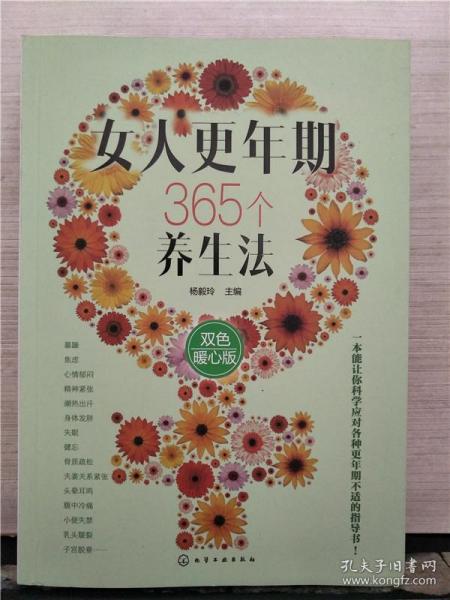 女人更年期
365个
养生法
杨毅玲 主编
双色
暖心版
一本能让你科学应对各种更年期不适的指导书！
暴躁
焦虑
心情郁闷
精神紧张
潮热出汗
身体发胖
失眠
健忘
骨质疏松
夫妻关系紧张
头晕耳鸣
腹中冷痛
小便失禁
乳头皲裂
子宫脱垂……
化学工业出版社
孔夫子旧书网
www.kongfz.com